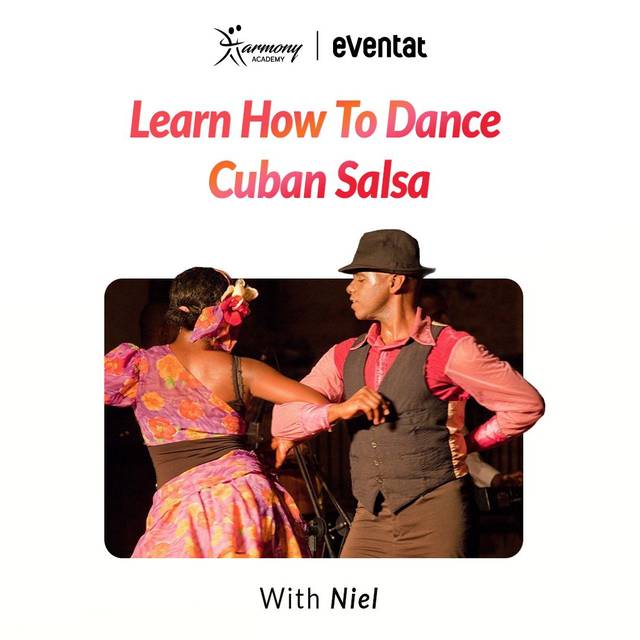 Harmony
ACADEMY
eventat
Learn How To Dance
Cuban Salsa
With Niel